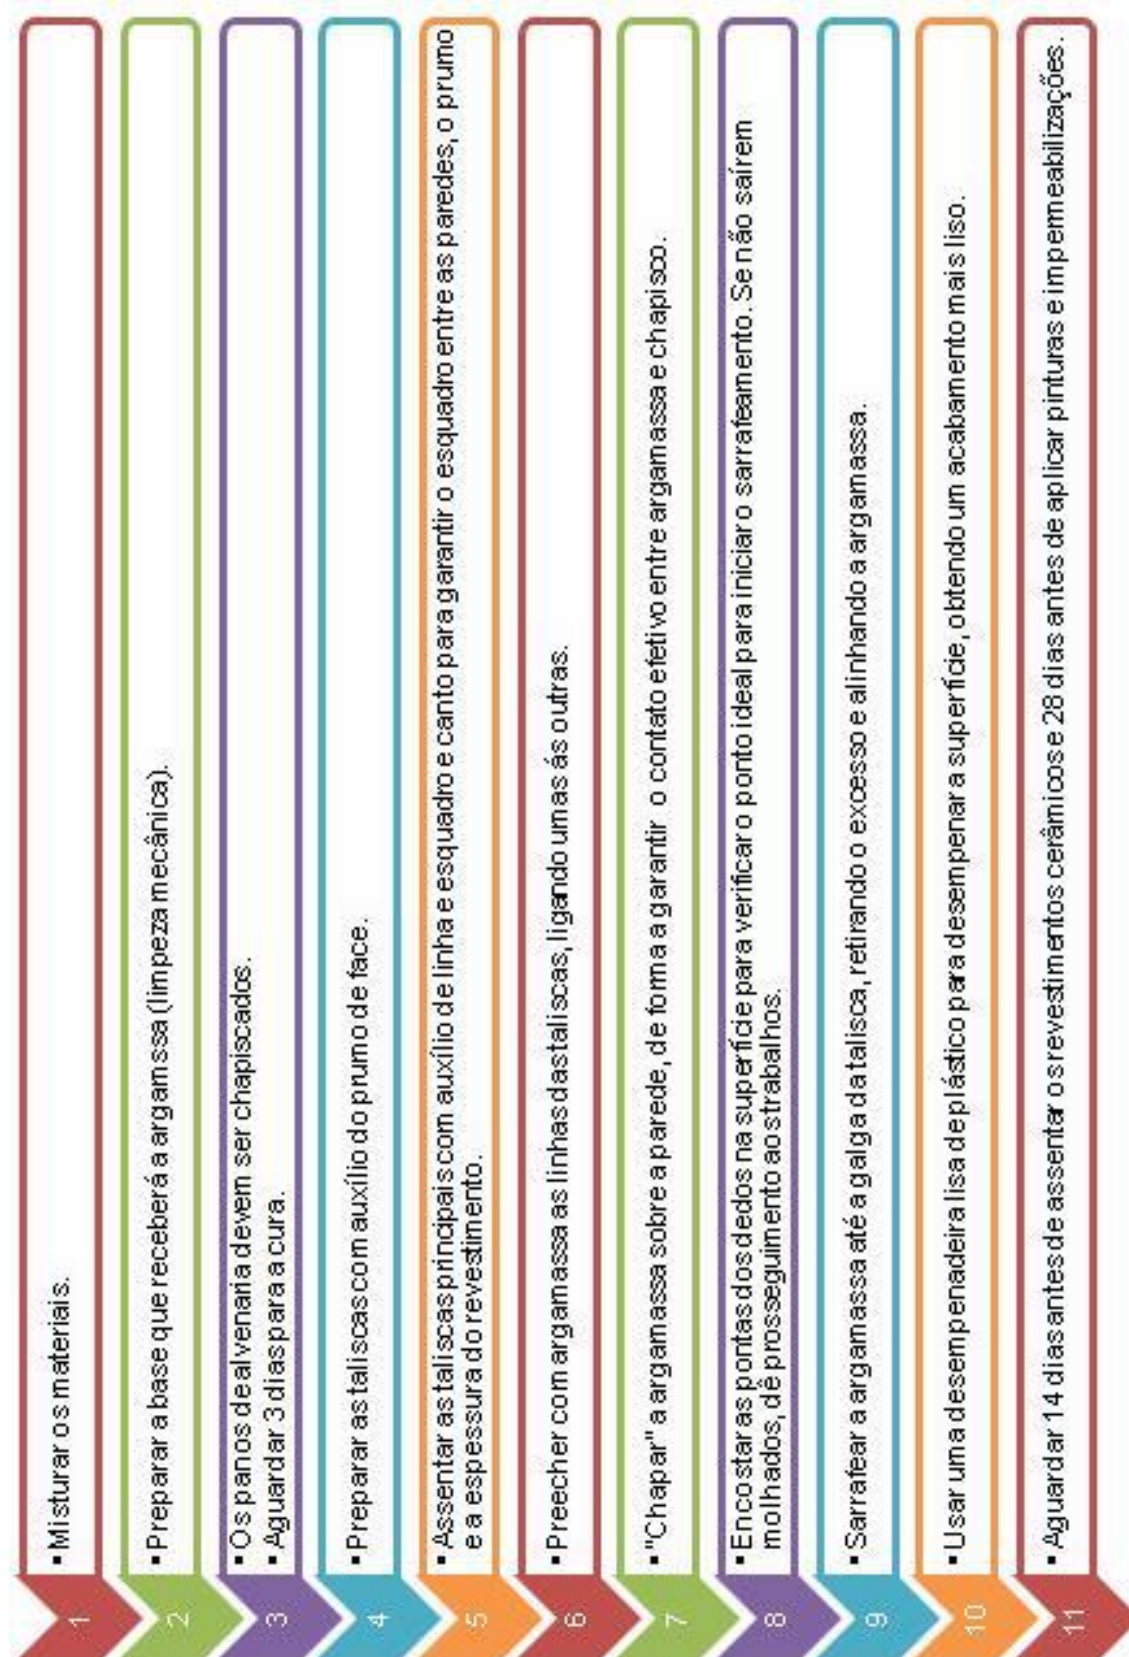 1
▪ Misturar os materiais.
2
▪ Preparar a base que receberá a argamssa (limpeza mecânica).
3
▪ Os panos de alvenaria devem ser chapiscados.
▪ Aguardar 3 dias para a cura.
4
▪ Preparar as taliscas com auxílio do prumo de face.
5
▪ Assentar as taliscas principais com auxílio de linha e esquadro e canto para garantir o esquadro entre as paredes, o prumo
e a espessura do revestimento.
6
▪ Preecher com argamassa as linhas das taliscas, ligando umas ás outras.
7
▪ "Chapar" a argamassa sobre a parede, de forma a garantir o contato efetivo entre argamassa e chapisco.
8
▪ Encostar as pontas dos dedos na superfície para verificar o ponto ideal para iniciar o sarrafeamento. Se não saírem
molhados, dê prosseguimento aos trabalhos.
9
▪ Sarrafear a argamassa até a galga da talisca, retirando o excesso e alinhando a argamassa.
10
▪ Usar uma desempenadeira lisa de plástico para desempenar a superfície, obtendo um acabamento mais liso.
11
▪ Aguardar 14 dias antes de assentar os revestimentos cerâmicos e 28 dias antes de aplicar pinturas e impermeabilizações.